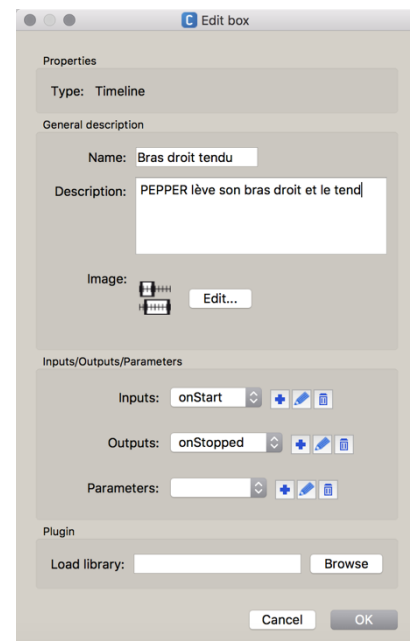 C Edit box
Properties
Type: Timeline
General description
Name: Bras droit tendu
Description: PEPPER lève son bras droit et le tend
Image: Edit...
Inputs/Outputs/Parameters
Inputs: onStart
Outputs: onStopped
Parameters:
Plugin
Load library: Browse
Cancel OK